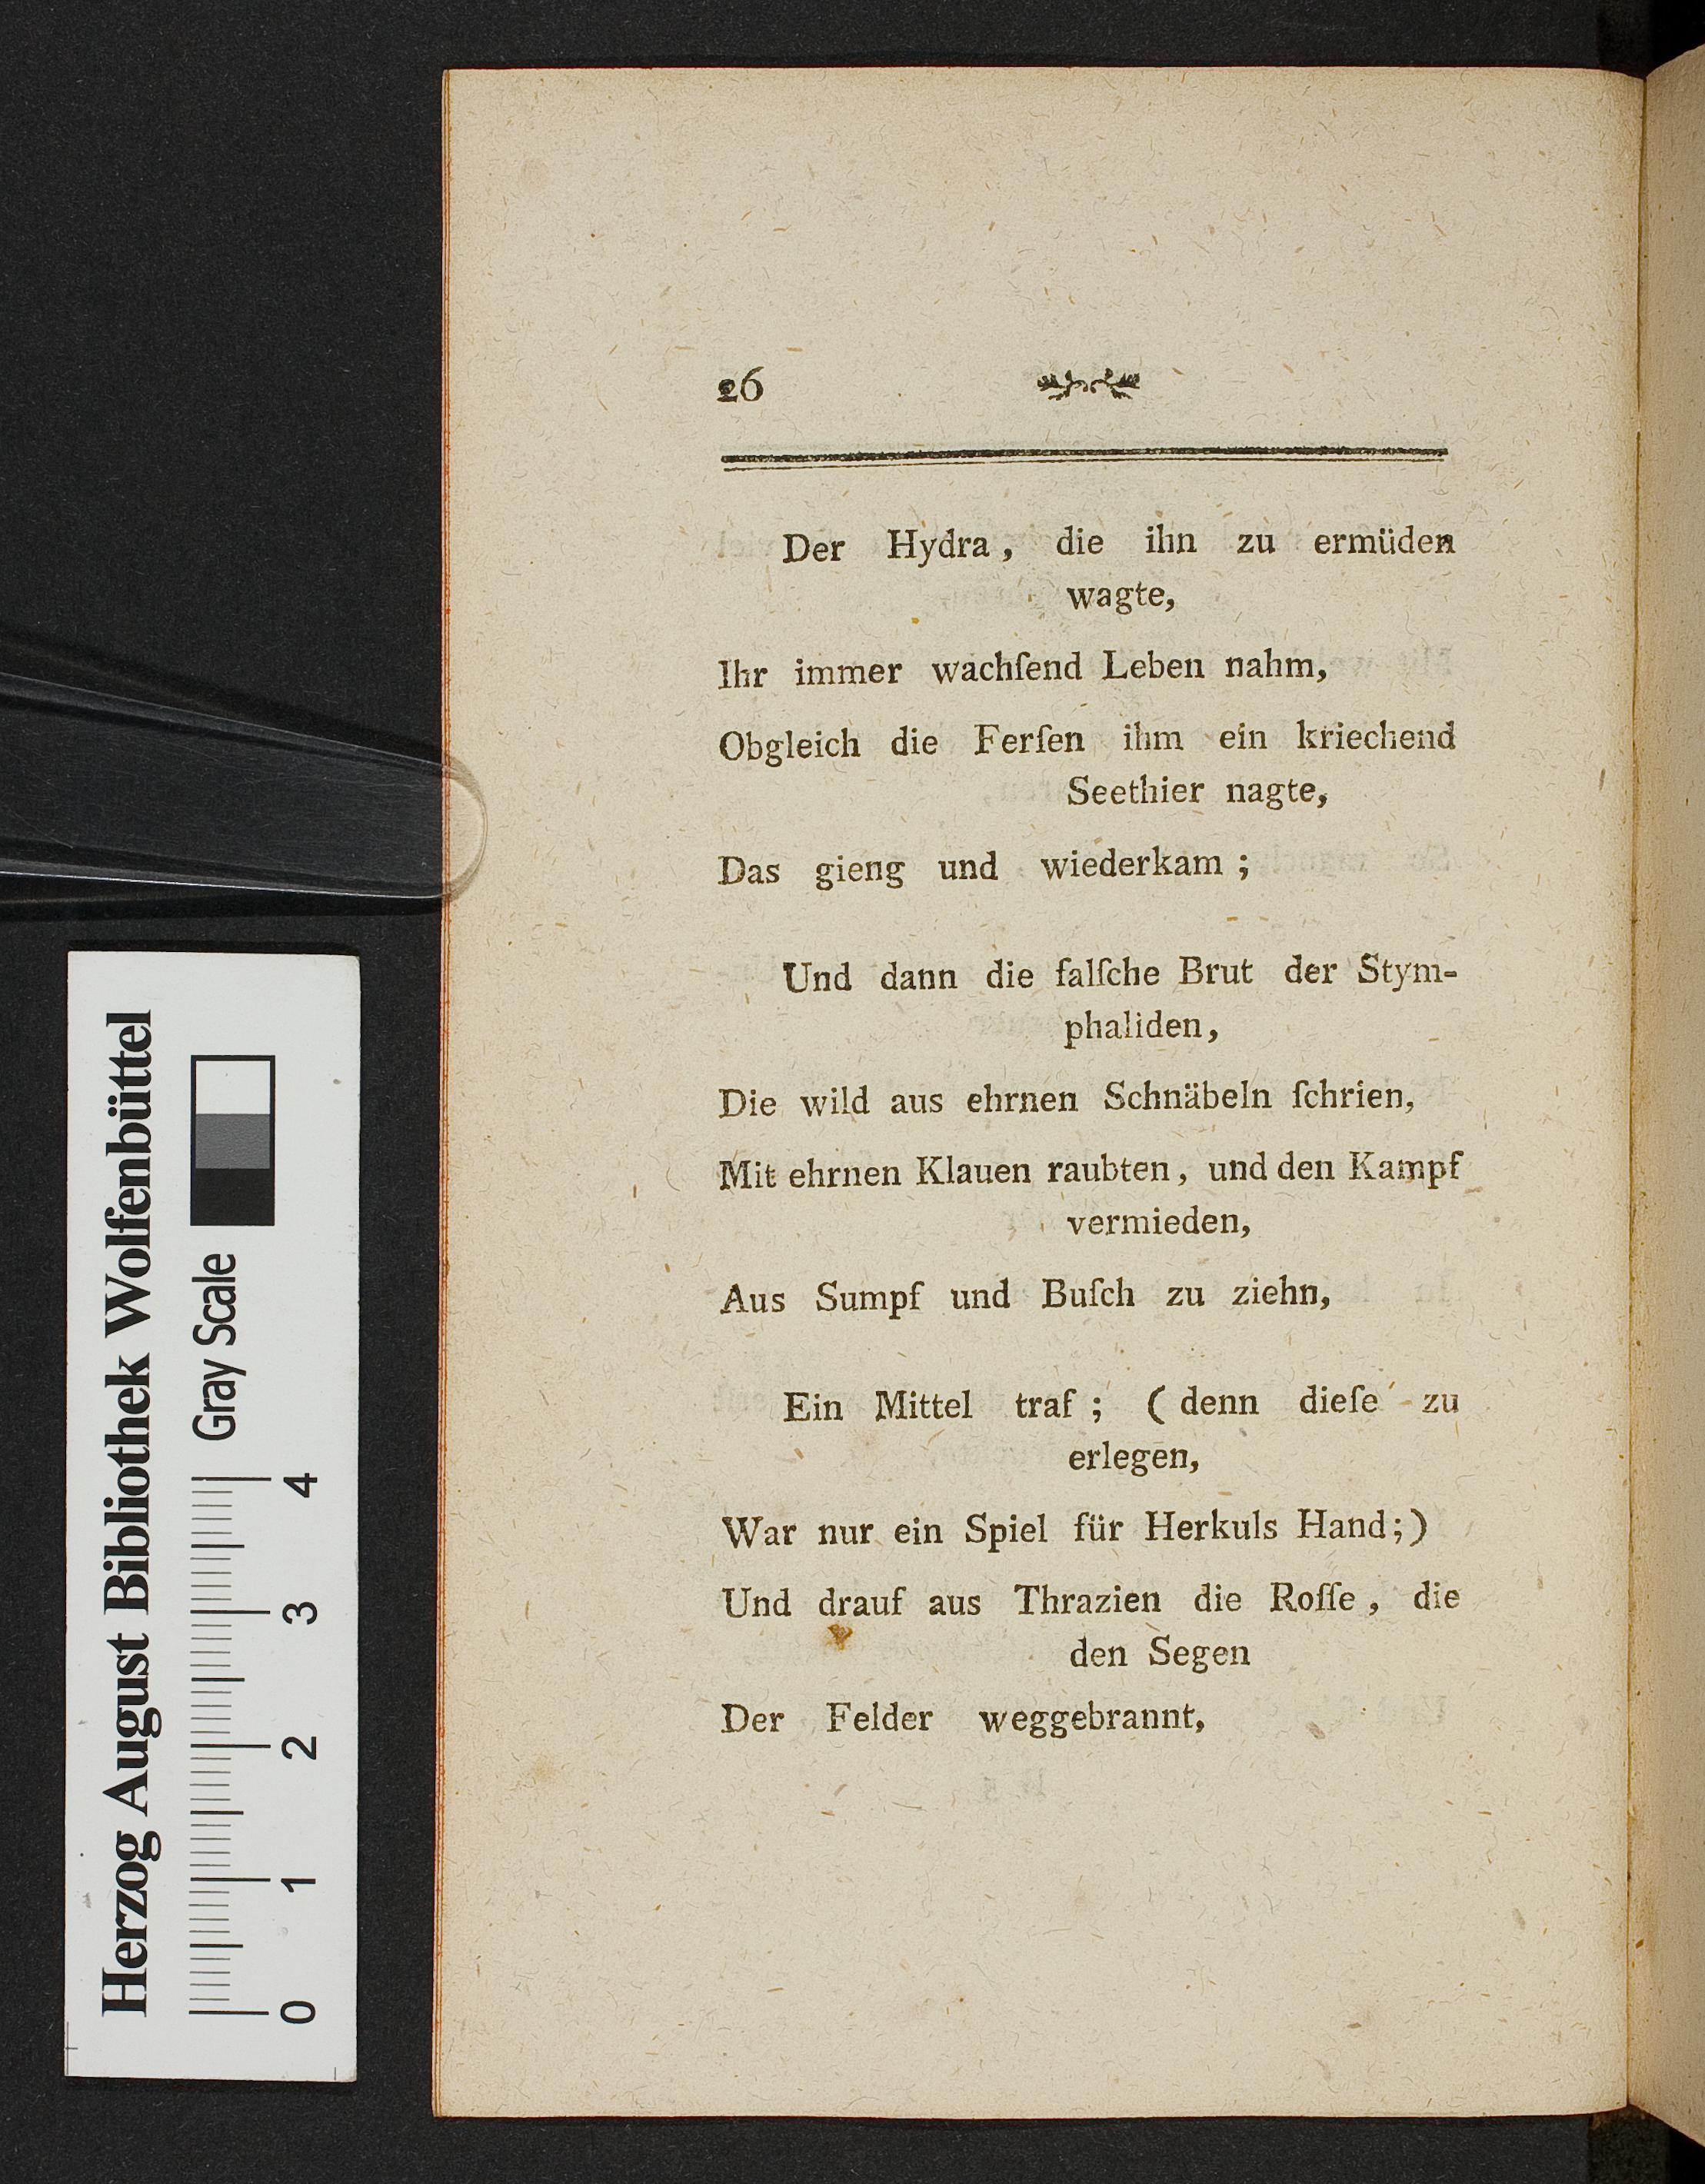 26
Der Hydra, die ihn zu ermüden
wagte,
Ihr immer wachſend Leben nahm,
Obgleich die Ferſen ihm ein kriechend
Seethier nagte,
Das gieng und wiederkam;
Und dann die falſche Brut der Stym-
phaliden,
Die wild aus ehrnen Schnäbeln ſchrien,
Mit ehrnen Klauen raubten, und den Kampf
vermieden,
Aus Sumpf und Buſch zu ziehn,
Ein Mittel traf; (denn dieſe zu
erlegen,
War nur ein Spiel für Herkuls Hand;)
Und drauf aus Thrazien die Roſſe, die
den Segen
Der Felder weggebrannt,
Herzog August Bibliothek Wolfenbüttel
Gray Scale
0 1 2 3 4